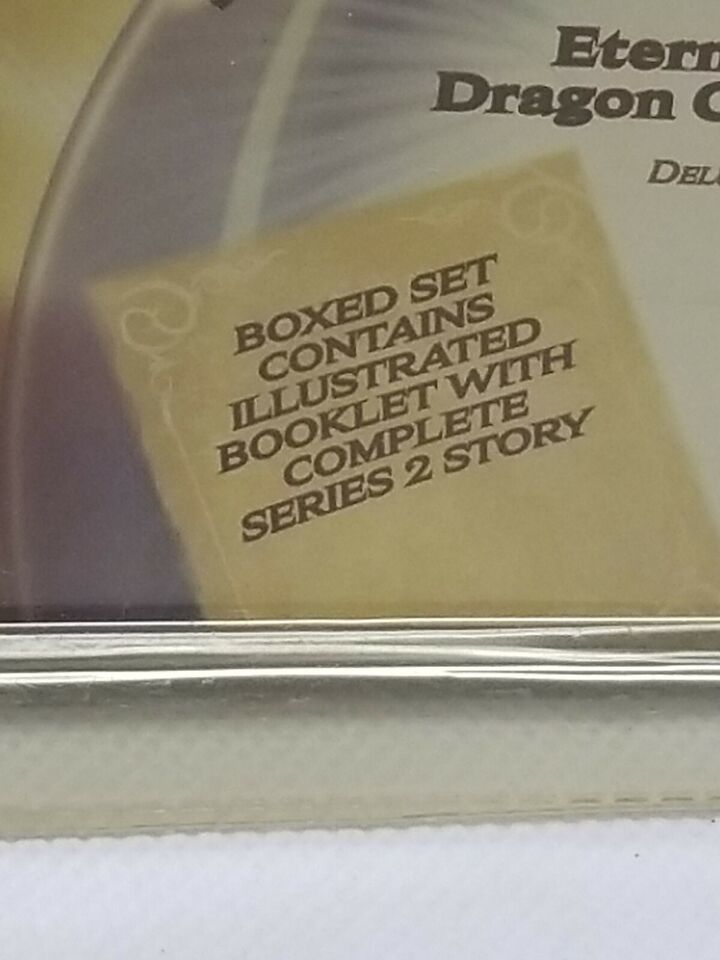 Dragon
BOXED SET
CONTAINS
ILLUSTRATED
BOOKLET WITH
COMPLETE
SERIES 2 STORY